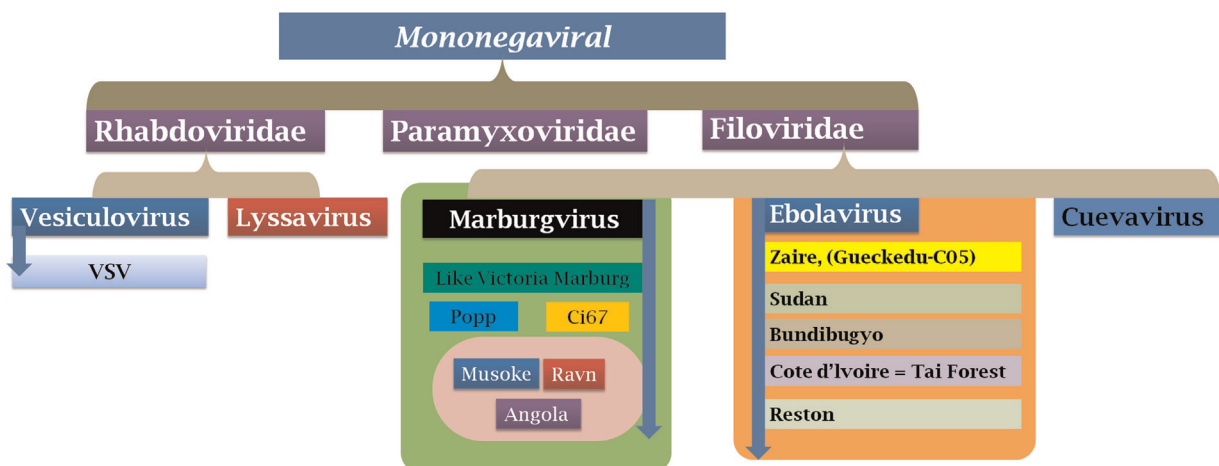 Mononegaviral
Rhabdoviridae
Paramyxoviridae
Filoviridae
Vesiculovirus
Lyssavirus
Marburgvirus
Ebolavirus
Cuevavirus
VSV
Like Victoria Marburg
Popp
Ci67
Musoke
Ravn
Angola
Zaire, (Gueckedu-C05)
Sudan
Bundibugyo
Cote d'lvoire = Tai Forest
Reston